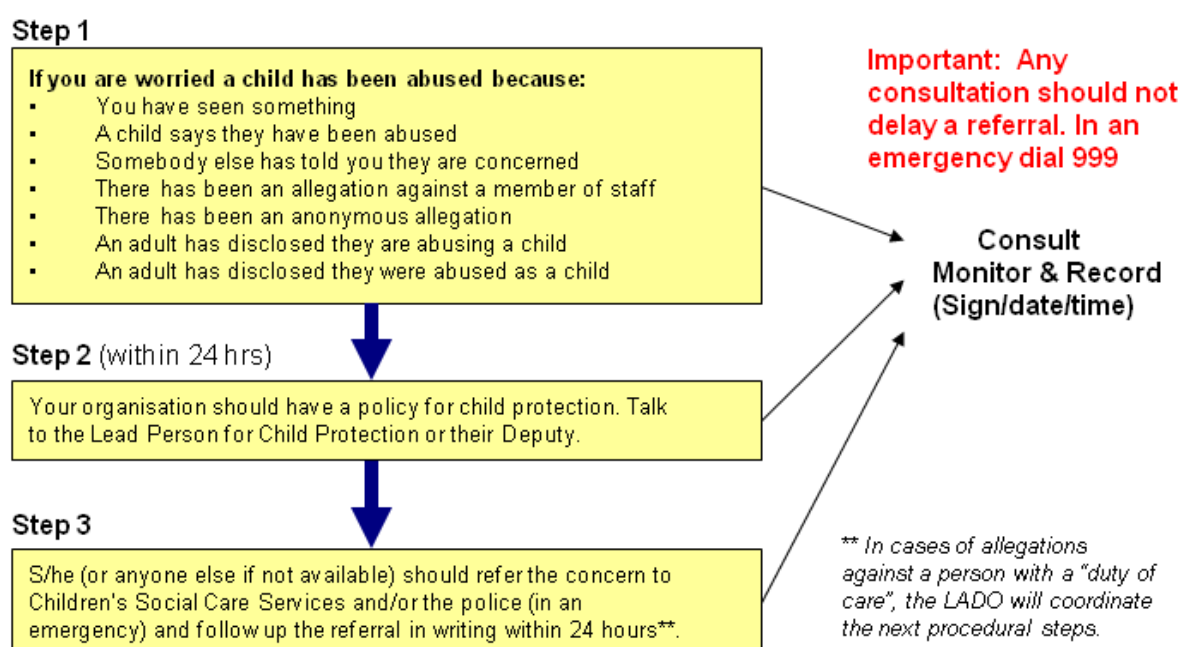 Step 1
If you are worried a child has been abused because:
▪ You have seen something
▪ A child says they have been abused
▪ Somebody else has told you they are concerned
▪ There has been an allegation against a member of staff
▪ There has been an anonymous allegation
▪ An adult has disclosed they are abusing a child
▪ An adult has disclosed they were abused as a child
Important: Any
consultation should not
delay a referral. In an
emergency dial 999
Consult
Monitor & Record
(Sign/date/time)
Step 2 (within 24 hrs)
Your organisation should have a policy for child protection. Talk
to the Lead Person for Child Protection or their Deputy.
Step 3
S/he (or anyone else if not available) should refer the concern to
Children's Social Care Services and/or the police (in an
emergency) and follow up the referral in writing within 24 hours**.
** In cases of allegations
against a person with a "duty of
care", the LADO will coordinate
the next procedural steps.